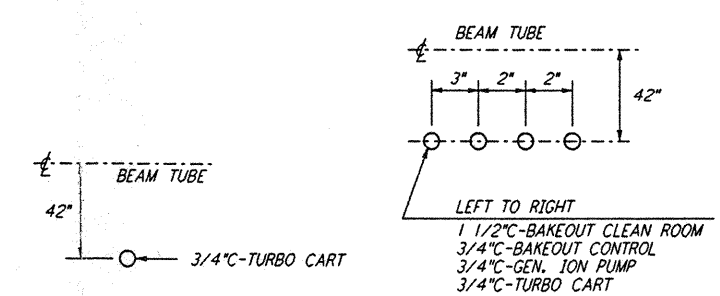 BEAM TUBE
42"
3/4"C-TURBO CART
BEAM TUBE
3" 2" 2"
42"
LEFT TO RIGHT
1 1/2"C-BAKEOUT CLEAN ROOM
3/4"C-BAKEOUT CONTROL
3/4"C-GEN. ION PUMP
3/4"C-TURBO CART